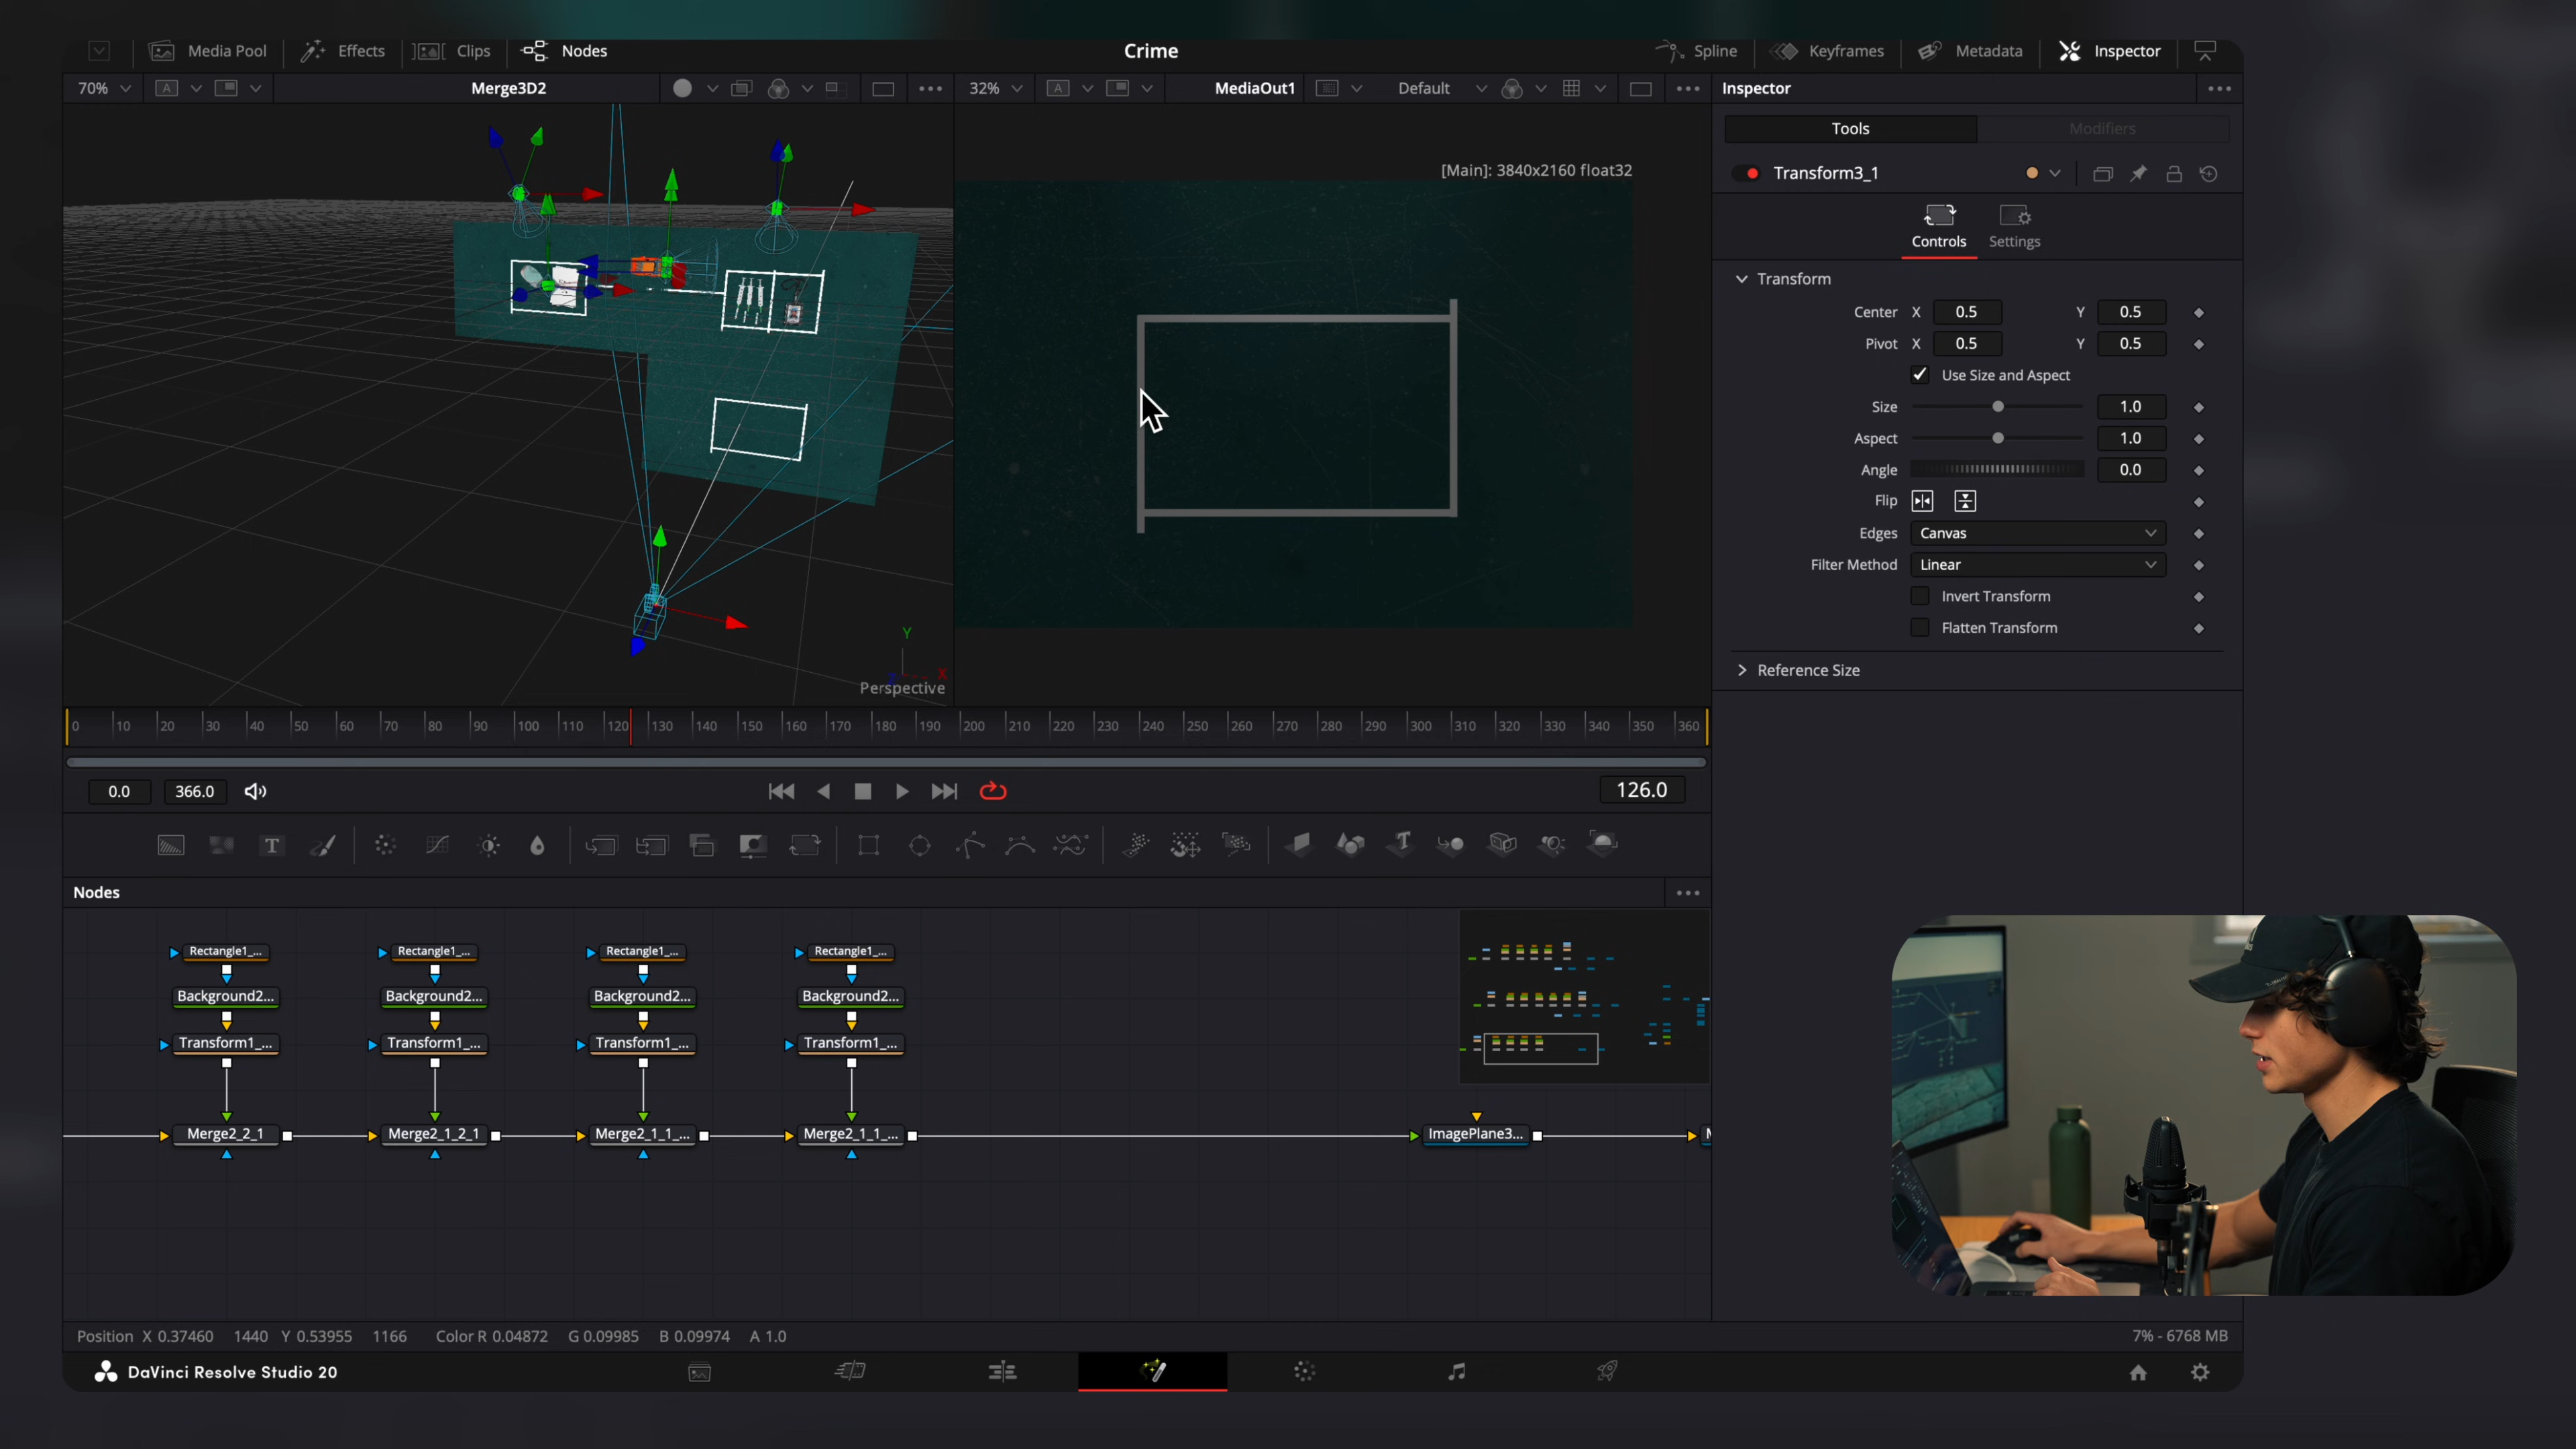 Media Pool Effects Clips Nodes Crime Spline Keyframes Metadata Inspector
70% A Merge3D2 32% A MediaOut1 Default Inspector
Tools Modifiers
[Main]: 3840x2160 float32
Transform3_1
Controls Settings
Transform
Center X 0.5 Y 0.5
Pivot X 0.5 Y 0.5
Use Size and Aspect
Size 1.0
Aspect 1.0
Angle 0.0
Flip
Edges Canvas
Filter Method Linear
Invert Transform
Flatten Transform
Reference Size
Y
X
Perspective
0 10 20 30 40 50 60 70 80 90 100 110 120 130 140 150 160 170 180 190 200 210 220 230 240 250 260 270 280 290 300 310 320 330 340 350 360
0.0 366.0 126.0
T
Nodes
Rectangle1_... Rectangle1_... Rectangle1_... Rectangle1_...
Background2... Background2... Background2... Background2...
Transform1_... Transform1_... Transform1_... Transform1_...
Merge2_2_1 Merge2_1_2_1 Merge2_1_1_... Merge2_1_1_... ImagePlane3...
Position X 0.37460 1440 Y 0.53955 1166 Color R 0.04872 G 0.09985 B 0.09974 A 1.0 7% - 6768 MB
DaVinci Resolve Studio 20